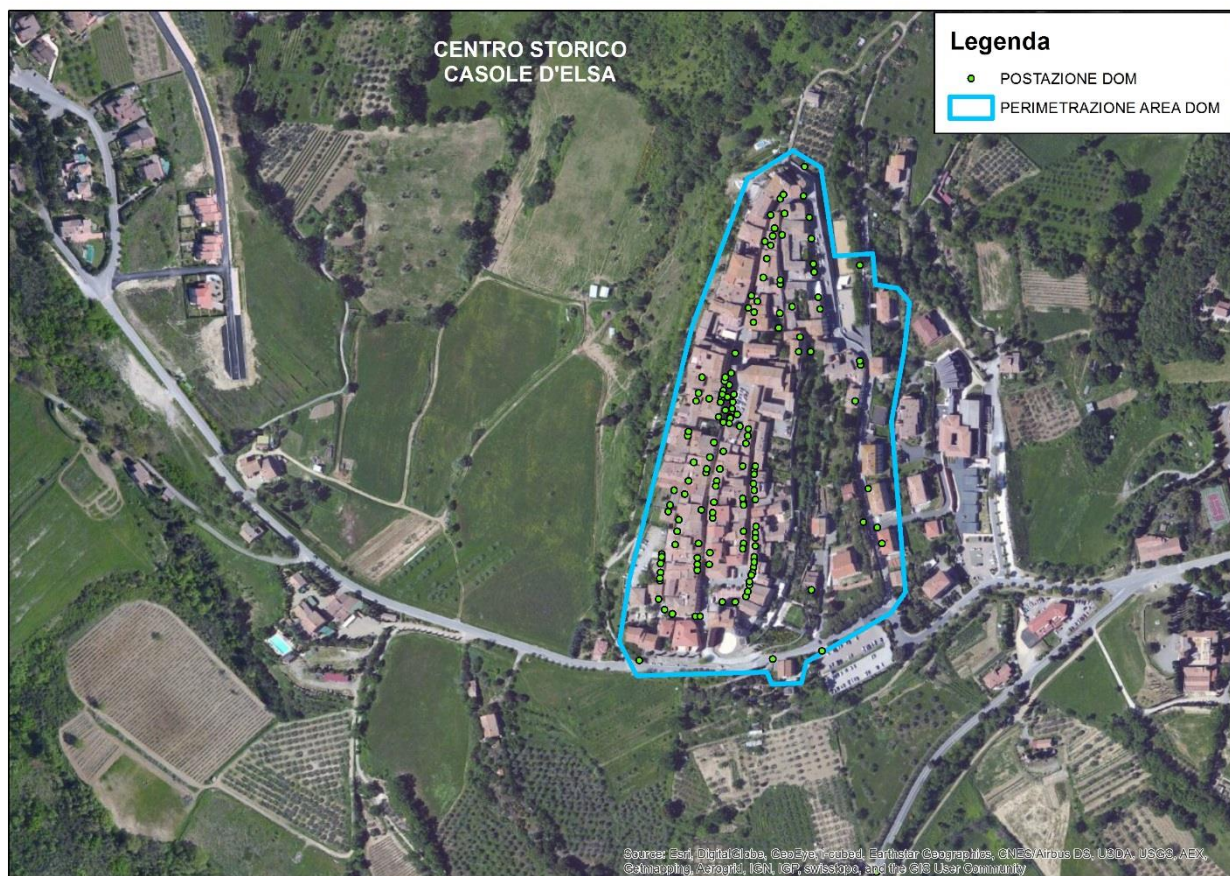 CENTRO STORICO
CASOLE D'ELSA
Legenda
POSTAZIONE DOM
PERIMETRAZIONE AREA DOM
Source: Esri, DigitalGlobe, GeoEye, i-cubed, Earthstar Geographics, CNES/Airbus DS, USDA, USGS, AEX,
Getmapping, Aerogrid, IGN, IGP, swisstopo, and the GIS User Community